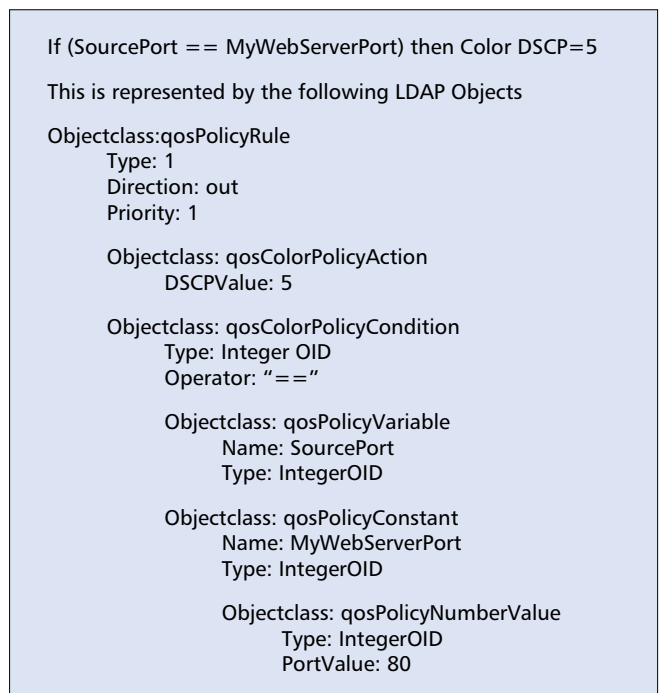 If (SourcePort == MyWebServerPort) then Color DSCP=5
This is represented by the following LDAP Objects
Objectclass:qosPolicyRule
Type: 1
Direction: out
Priority: 1
Objectclass: qosColorPolicyAction
DSCPValue: 5
Objectclass: qosColorPolicyCondition
Type: Integer OID
Operator: “==”
Objectclass: qosPolicyVariable
Name: SourcePort
Type: IntegerOID
Objectclass: qosPolicyConstant
Name: MyWebServerPort
Type: IntegerOID
Objectclass: qosPolicyNumberValue
Type: IntegerOID
PortValue: 80